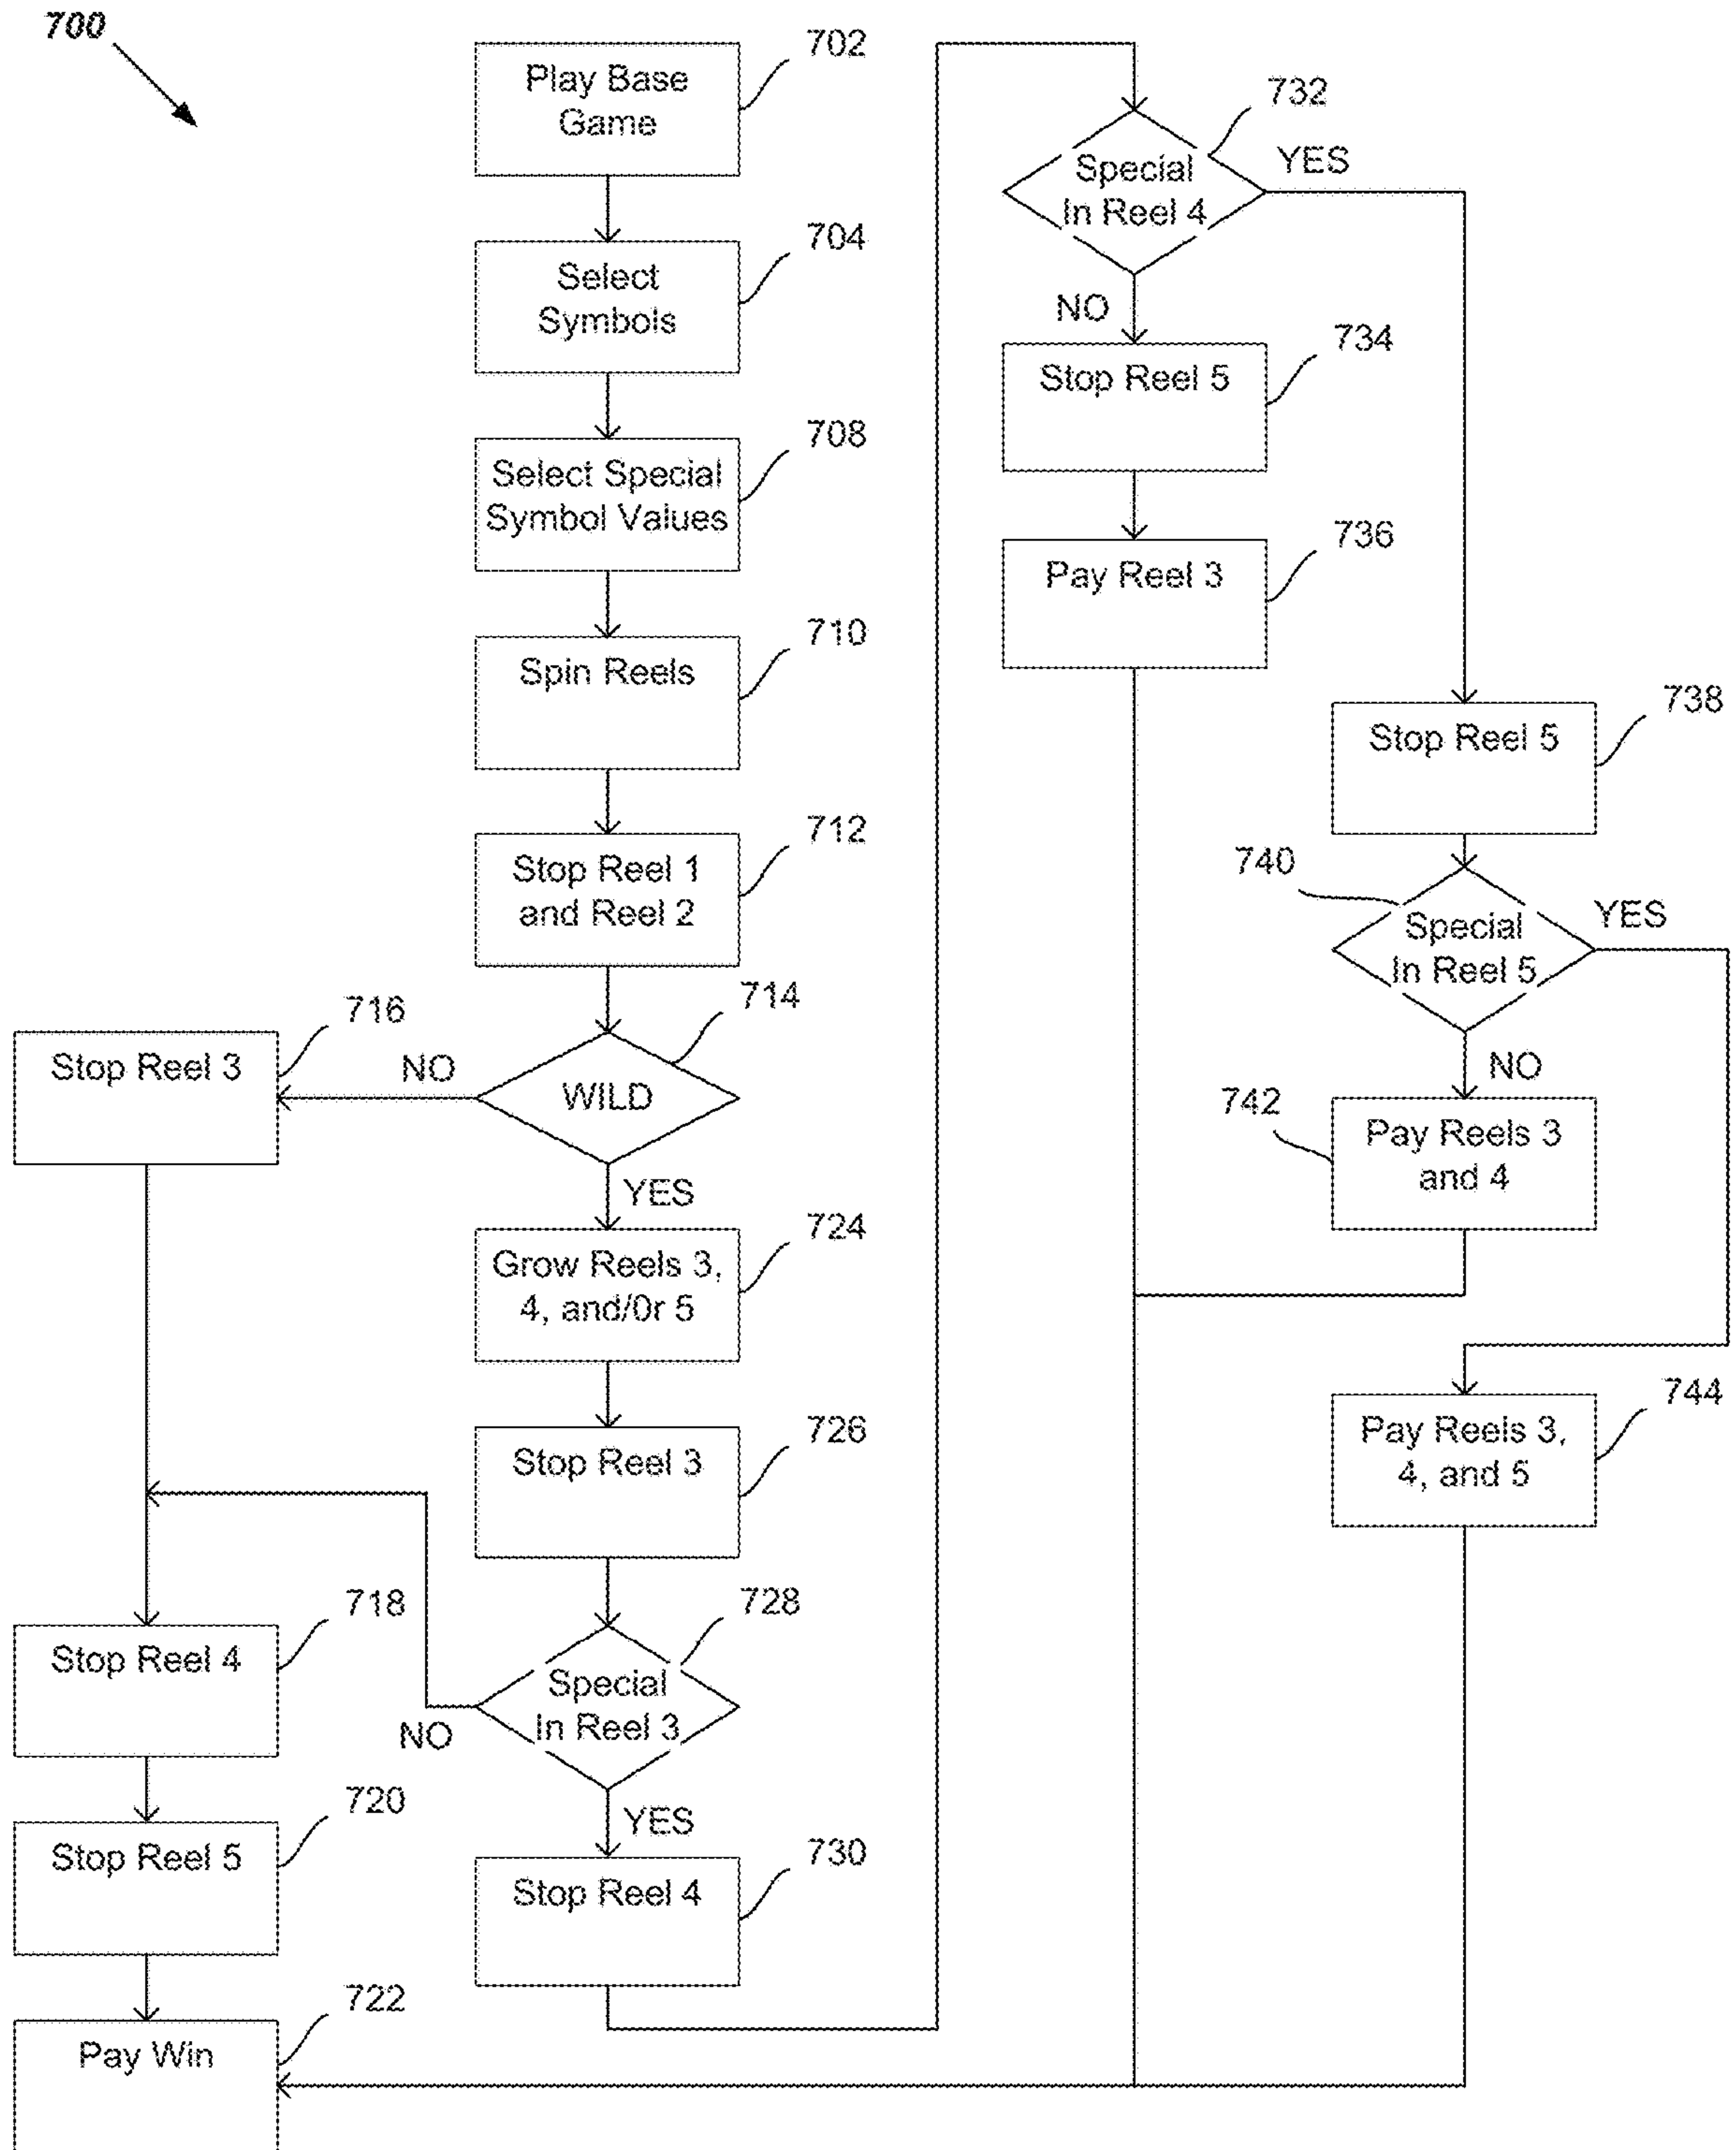 700
702
Play Base
Game
704
Select
Symbols
708
Select Special
Symbol Values
710
Spin Reels
712
Stop Reel 1
and Reel 2
714
WILD
NO
716
Stop Reel 3
YES
724
Grow Reels 3,
4, and/0r 5
726
Stop Reel 3
728
Special
In Reel 3
NO
718
Stop Reel 4
720
Stop Reel 5
722
Pay Win
YES
730
Stop Reel 4
732
Special
In Reel 4
YES
NO
734
Stop Reel 5
736
Pay Reel 3
738
Stop Reel 5
740
Special
In Reel 5
YES
NO
742
Pay Reels 3
and 4
744
Pay Reels 3,
4, and 5